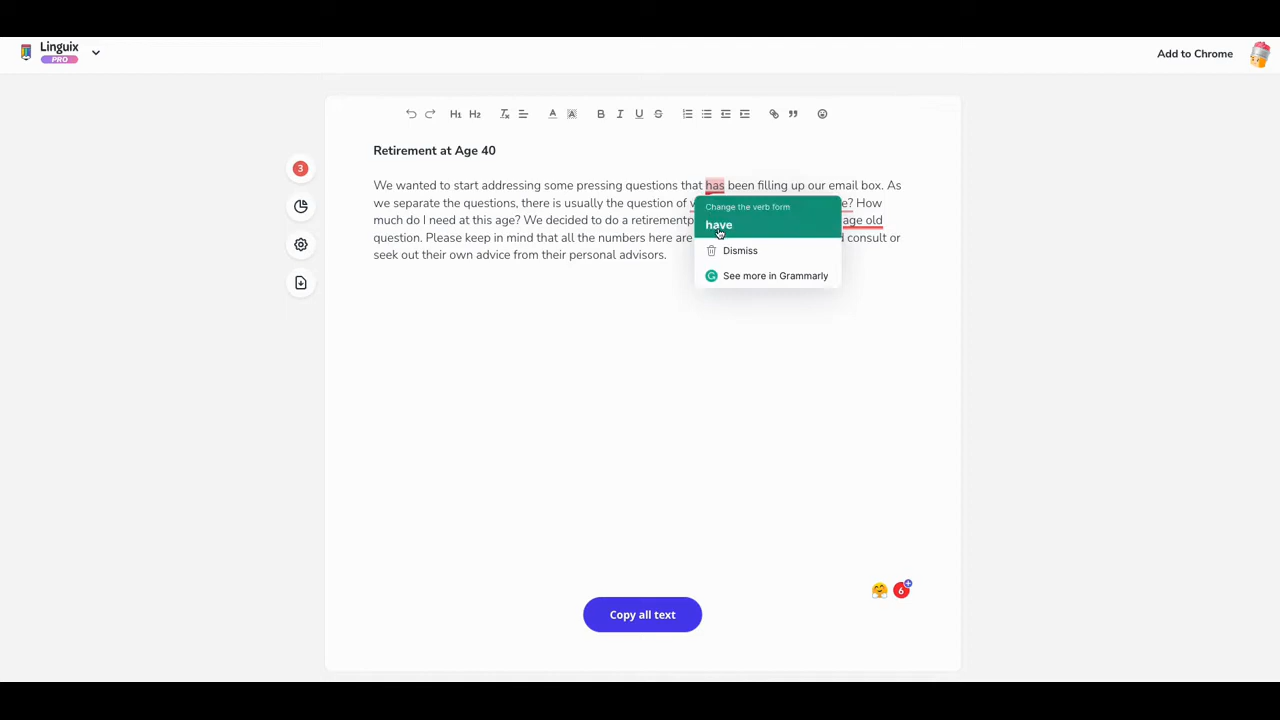 Linguix
PRO
Add to Chrome
H1 H2
B I U S
Retirement at Age 40
3
We wanted to start addressing some pressing questions that has been filling up our email box. As
we separate the questions, there is usually the question of e? How
much do I need at this age? We decided to do a retirementp age old
question. Please keep in mind that all the numbers here are consult or
seek out their own advice from their personal advisors.
Change the verb form
have
Dismiss
See more in Grammarly
6
Copy all text